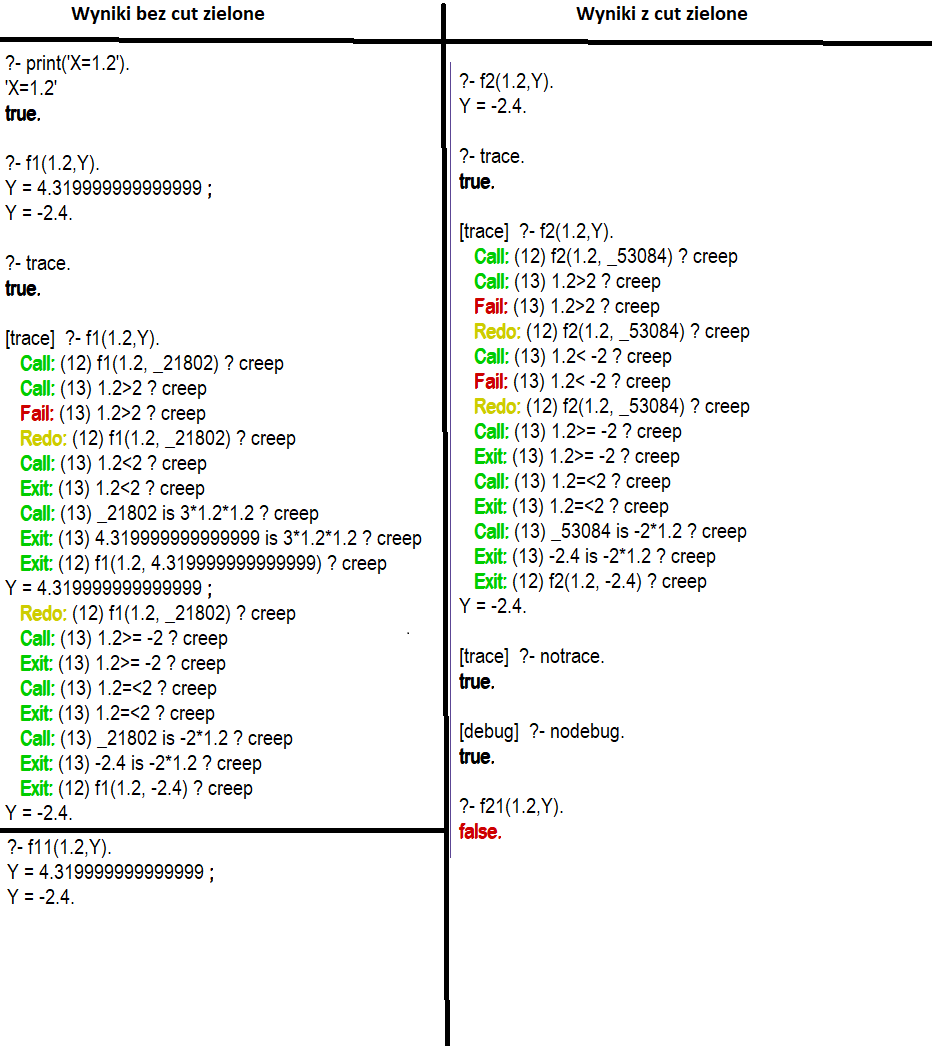 Wyniki bez cut zielone
?- print('X=1.2').
'X=1.2'
true.
?- f1(1.2,Y).
Y = 4.319999999999999 ;
Y = -2.4.
?- trace.
true.
[trace]  ?- f1(1.2,Y).
Call: (12) f1(1.2, _21802) ? creep
Call: (13) 1.2>2 ? creep
Fail: (13) 1.2>2 ? creep
Redo: (12) f1(1.2, _21802) ? creep
Call: (13) 1.2<2 ? creep
Exit: (13) 1.2<2 ? creep
Call: (13) _21802 is 3*1.2*1.2 ? creep
Exit: (13) 4.319999999999999 is 3*1.2*1.2 ? creep
Exit: (12) f1(1.2, 4.319999999999999) ? creep
Y = 4.319999999999999 ;
Redo: (12) f1(1.2, _21802) ? creep
Call: (13) 1.2>= -2 ? creep
Exit: (13) 1.2>= -2 ? creep
Call: (13) 1.2=<2 ? creep
Exit: (13) 1.2=<2 ? creep
Call: (13) _21802 is -2*1.2 ? creep
Exit: (13) -2.4 is -2*1.2 ? creep
Exit: (12) f1(1.2, -2.4) ? creep
Y = -2.4.
?- f11(1.2,Y).
Y = 4.319999999999999 ;
Y = -2.4.
Wyniki z cut zielone
?- f2(1.2,Y).
Y = -2.4.
?- trace.
true.
[trace]  ?- f2(1.2,Y).
Call: (12) f2(1.2, _53084) ? creep
Call: (13) 1.2>2 ? creep
Fail: (13) 1.2>2 ? creep
Redo: (12) f2(1.2, _53084) ? creep
Call: (13) 1.2< -2 ? creep
Fail: (13) 1.2< -2 ? creep
Redo: (12) f2(1.2, _53084) ? creep
Call: (13) 1.2>= -2 ? creep
Exit: (13) 1.2>= -2 ? creep
Call: (13) 1.2=<2 ? creep
Exit: (13) 1.2=<2 ? creep
Call: (13) _53084 is -2*1.2 ? creep
Exit: (13) -2.4 is -2*1.2 ? creep
Exit: (12) f2(1.2, -2.4) ? creep
Y = -2.4.
[trace]  ?- notrace.
true.
[debug]  ?- nodebug.
true.
?- f21(1.2,Y).
false.